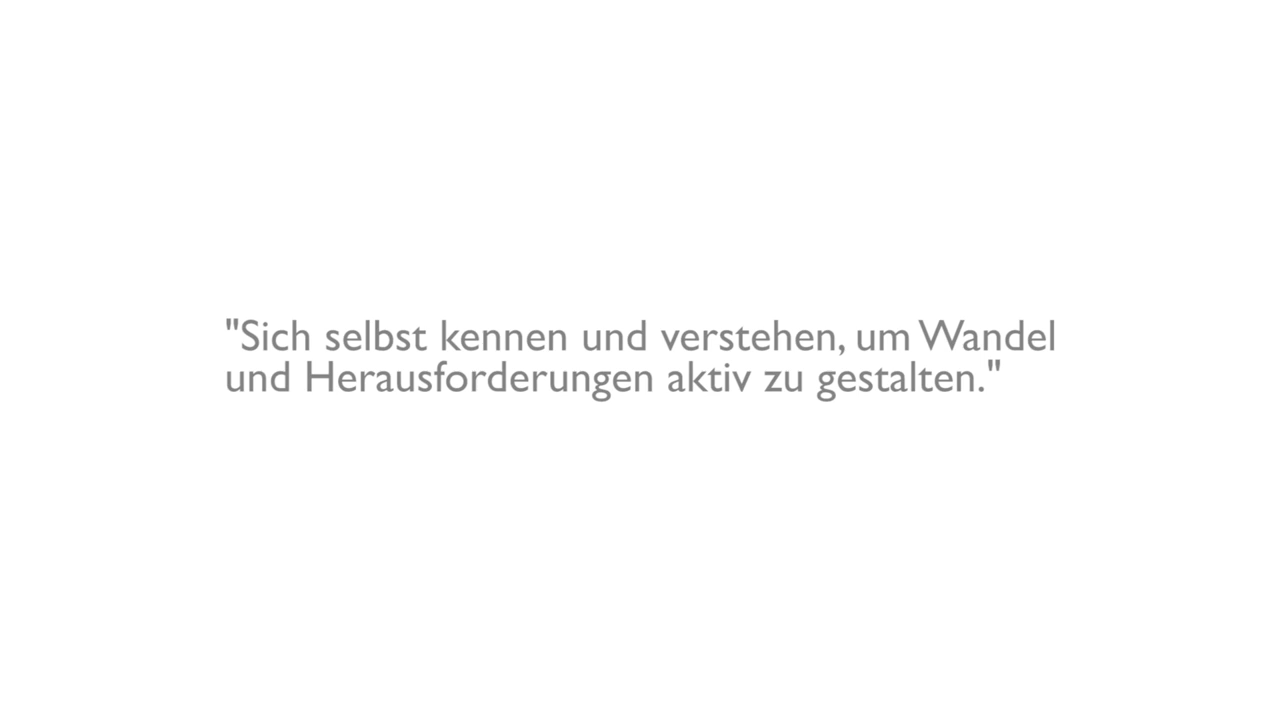 "Sich selbst kennen und verstehen, um Wandel
und Herausforderungen aktiv zu gestalten."